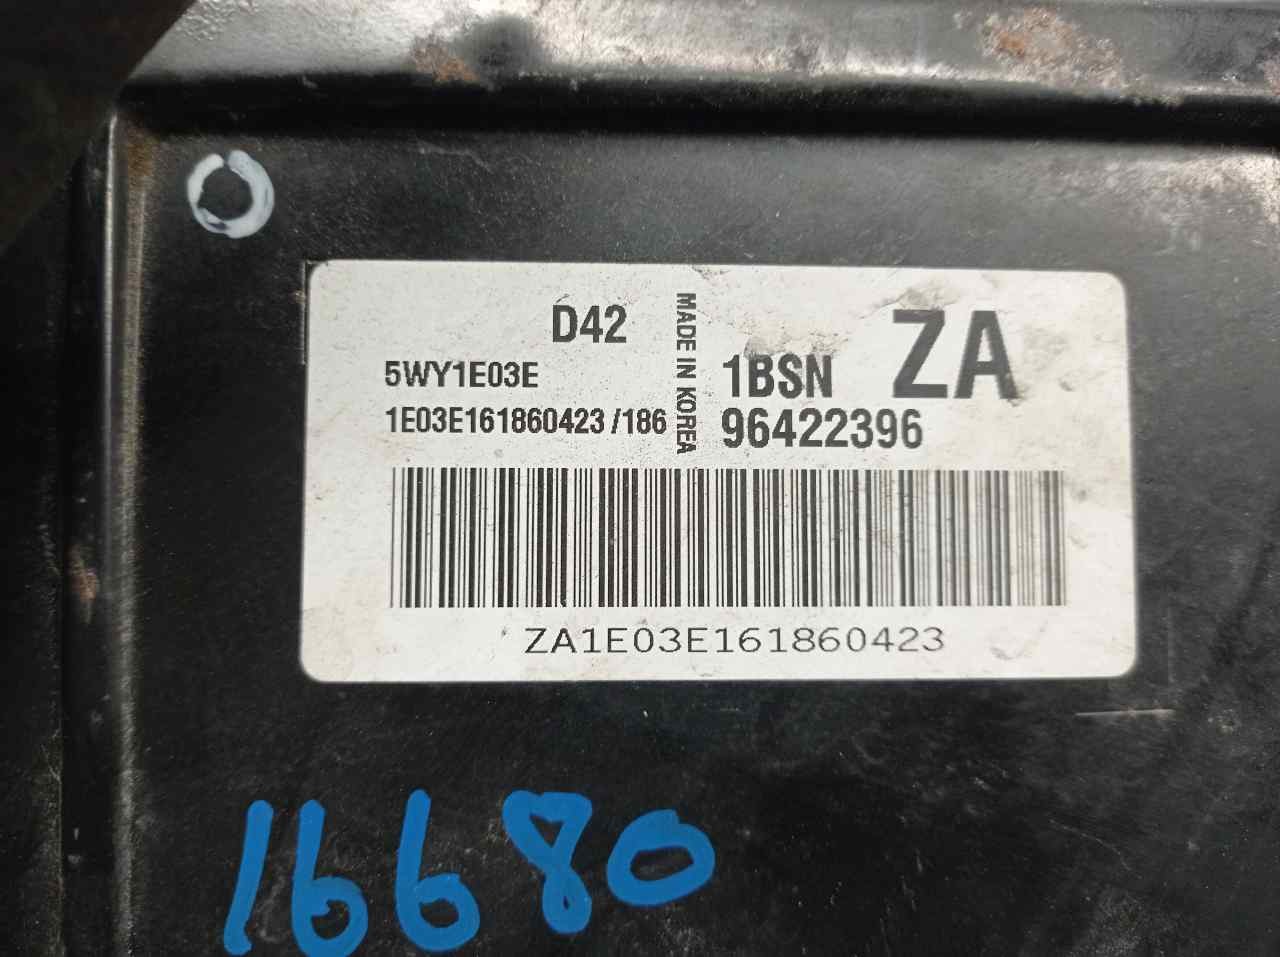 D42
5WY1E03E
1E03E161860423 /186
MADE IN KOREA
ZA
1BSN
96422396
ZA1E03E161860423
16680